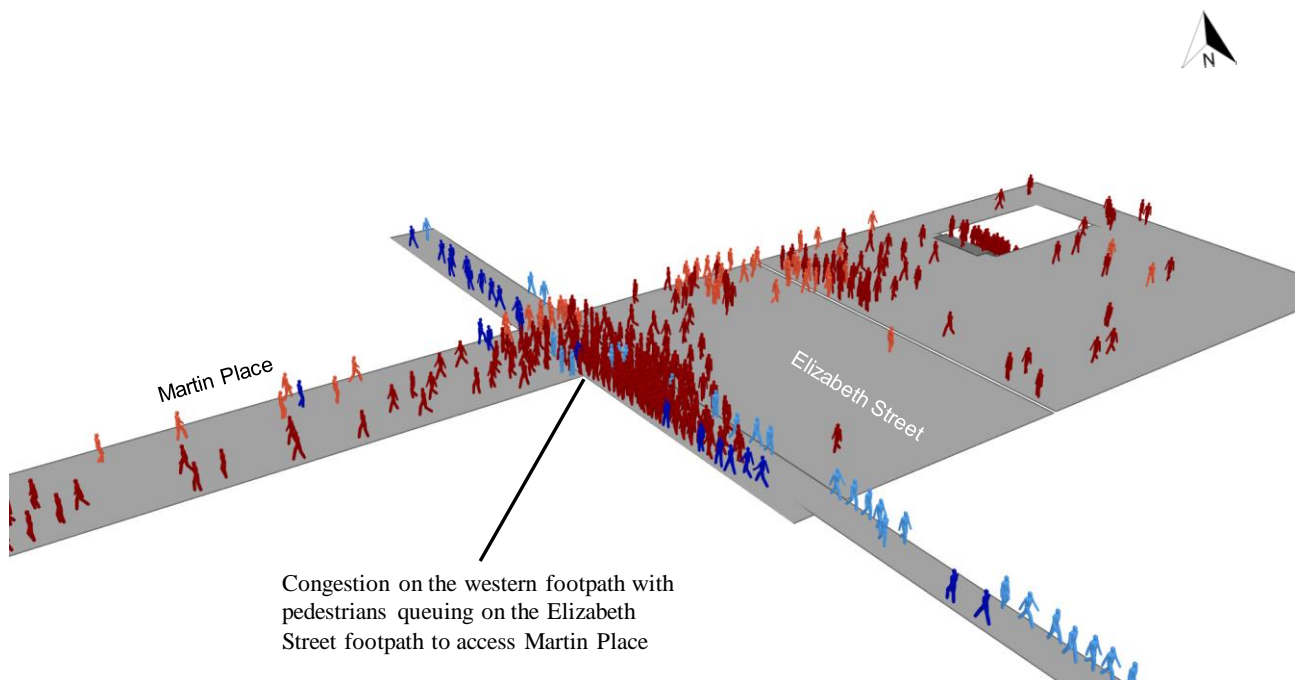 N
Martin Place
Elizabeth Street
Congestion on the western footpath with
pedestrians queuing on the Elizabeth
Street footpath to access Martin Place